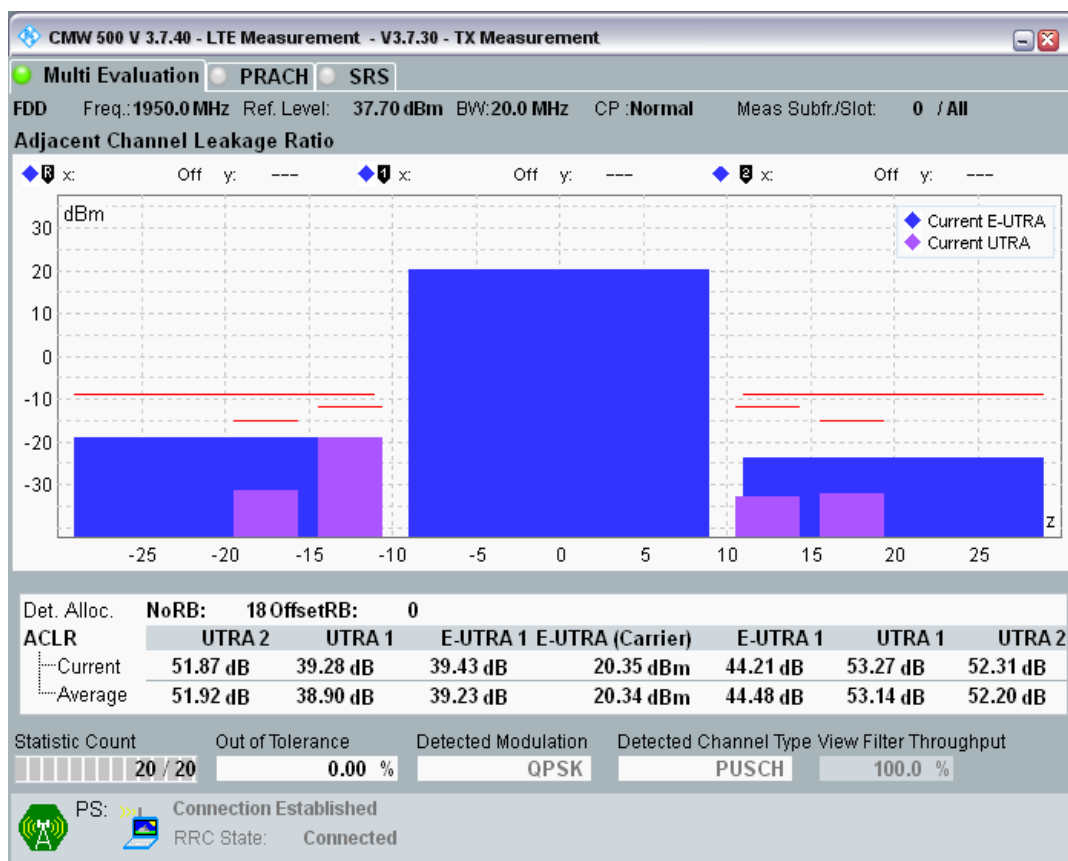 CMW 500 V 3.7.40 - LTE Measurement - V3.7.30 - TX Measurement
Multi Evaluation PRACH SRS
FDD Freq.: 1950.0 MHz Ref. Level: 37.70 dBm BW: 20.0 MHz CP : Normal Meas Subfr./Slot: 0 / All
Adjacent Channel Leakage Ratio
R x: Off y: --- 1 x: Off y: --- 2 x: Off y: ---
dBm
Current E-UTRA
Current UTRA
30
20
10
0
-10
-20
-30
z
-25 -20 -15 -10 -5 0 5 10 15 20 25
Det. Alloc. NoRB: 18 OffsetRB: 0
ACLR UTRA 2 UTRA 1 E-UTRA 1 E-UTRA (Carrier) E-UTRA 1 UTRA 1 UTRA 2
Current 51.87 dB 39.28 dB 39.43 dB 20.35 dBm 44.21 dB 53.27 dB 52.31 dB
Average 51.92 dB 38.90 dB 39.23 dB 20.34 dBm 44.48 dB 53.14 dB 52.20 dB
Statistic Count Out of Tolerance Detected Modulation Detected Channel Type View Filter Throughput
20 / 20 0.00 % QPSK PUSCH 100.0 %
PS: Connection Established
RRC State: Connected